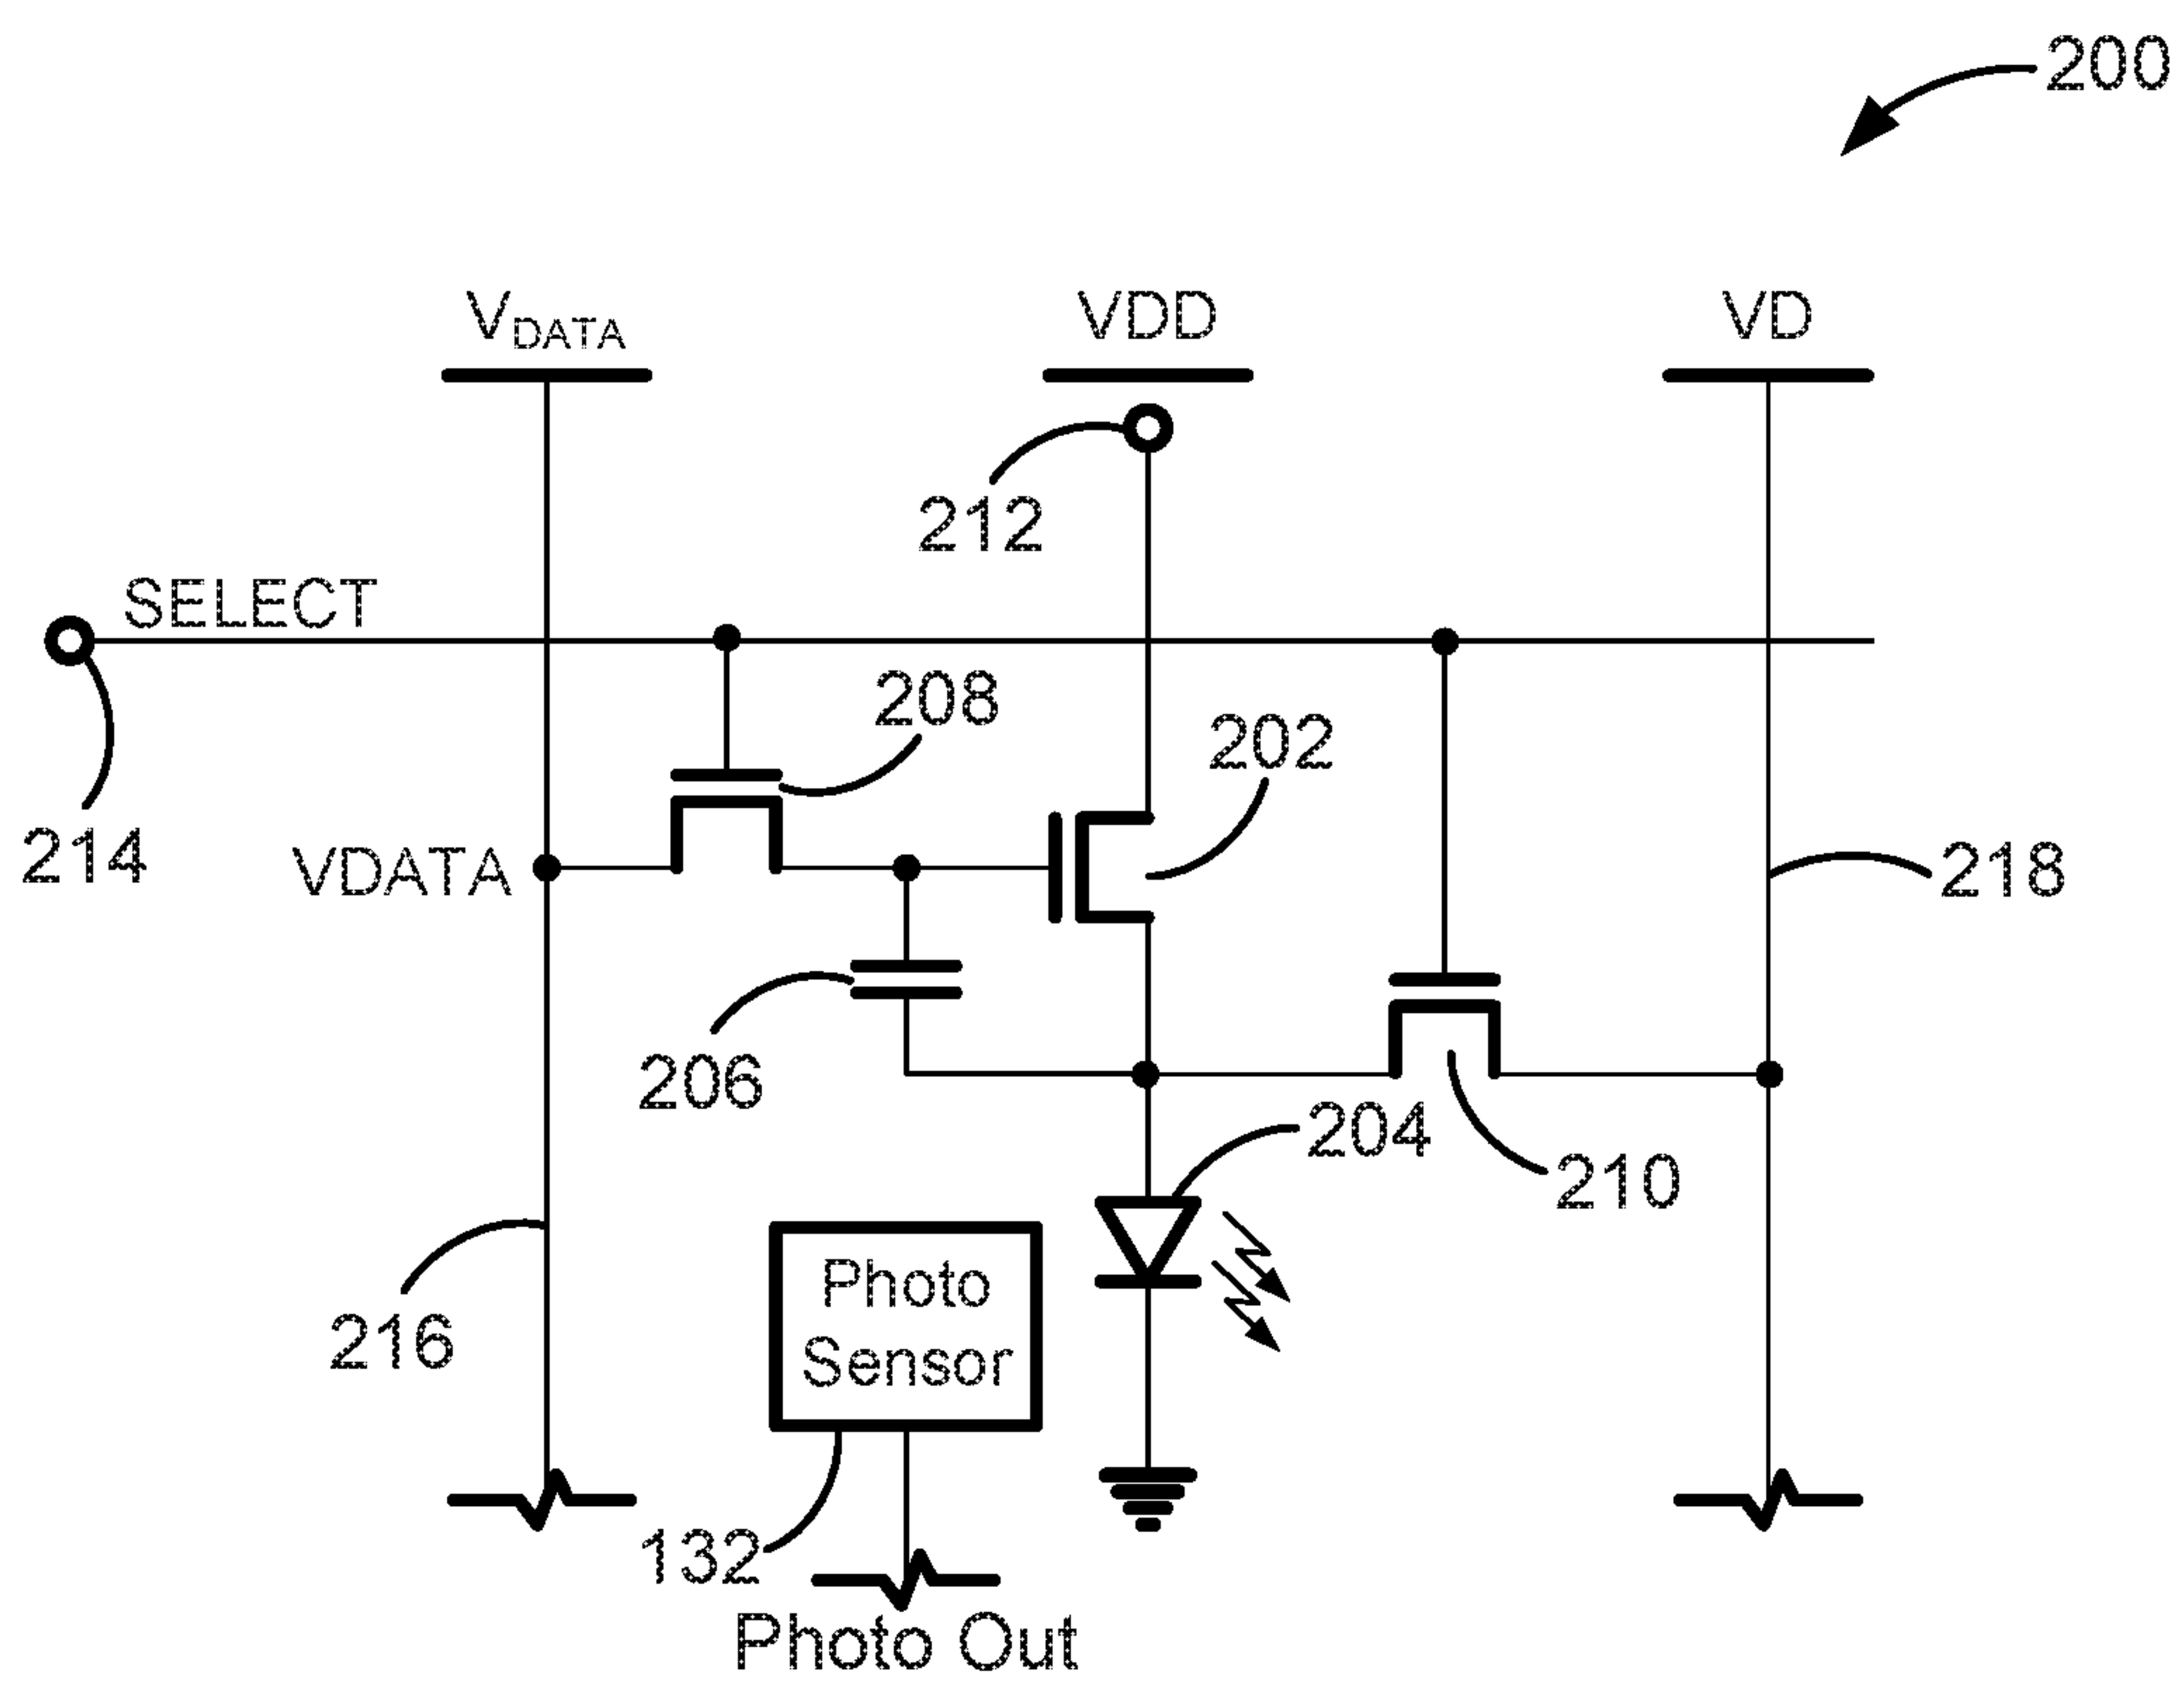 200
VDATA
VDD
VD
212
SELECT
208
202
214
VDATA
218
206
204
210
Photo
Sensor
216
132
Photo Out